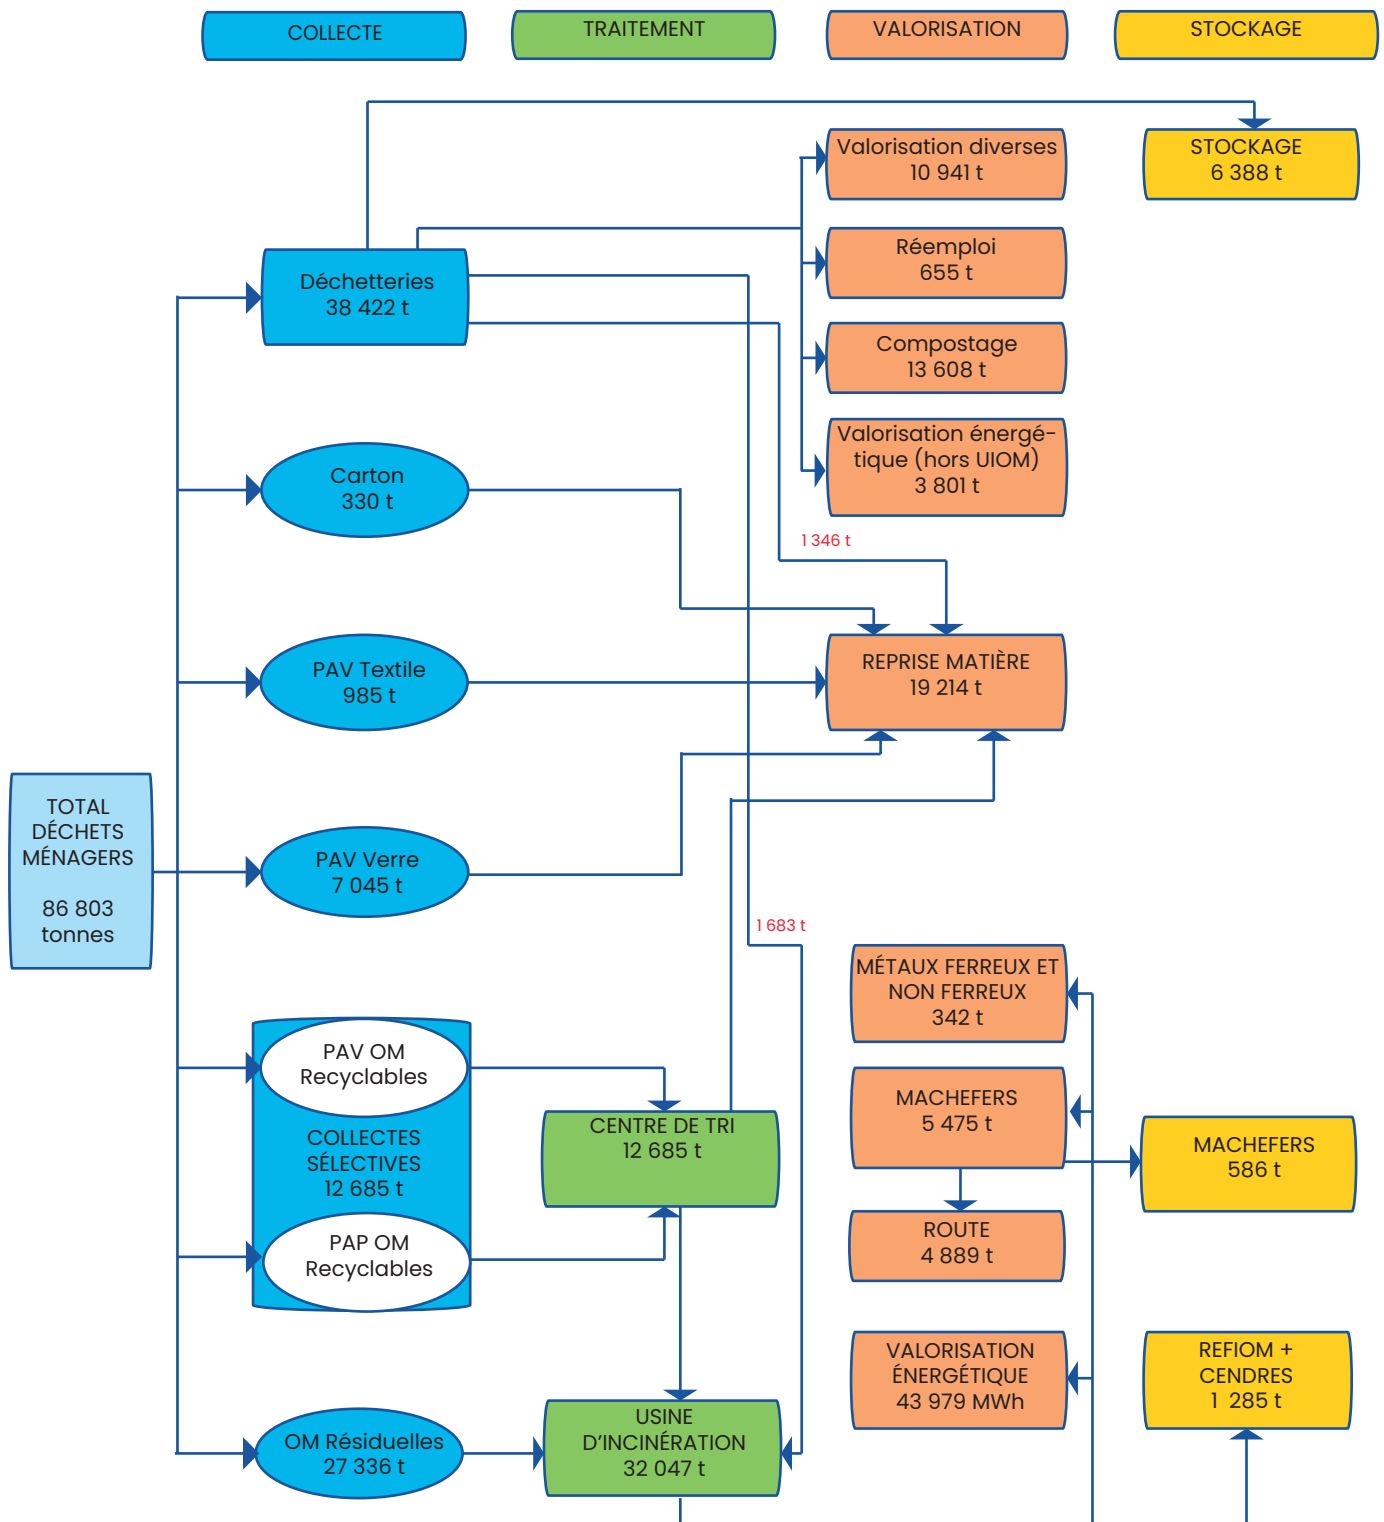 COLLECTE
TRAITEMENT
VALORISATION
STOCKAGE
Valorisation diverses
10 941 t
STOCKAGE
6 388 t
Réemploi
655 t
Déchetteries
38 422 t
Compostage
13 608 t
Valorisation énergé-
tique (hors UIOM)
3 801 t
Carton
330 t
1 346 t
PAV Textile
985 t
REPRISE MATIÈRE
19 214 t
TOTAL
DÉCHETS
MÉNAGERS
86 803
tonnes
PAV Verre
7 045 t
1 683 t
MÉTAUX FERREUX ET
NON FERREUX
342 t
PAV OM
Recyclables
COLLECTES
SÉLECTIVES
12 685 t
PAP OM
Recyclables
CENTRE DE TRI
12 685 t
MACHEFERS
5 475 t
MACHEFERS
586 t
ROUTE
4 889 t
VALORISATION
ÉNERGÉTIQUE
43 979 MWh
REFIOM +
CENDRES
1 285 t
OM Résiduelles
27 336 t
USINE
D'INCINÉRATION
32 047 t